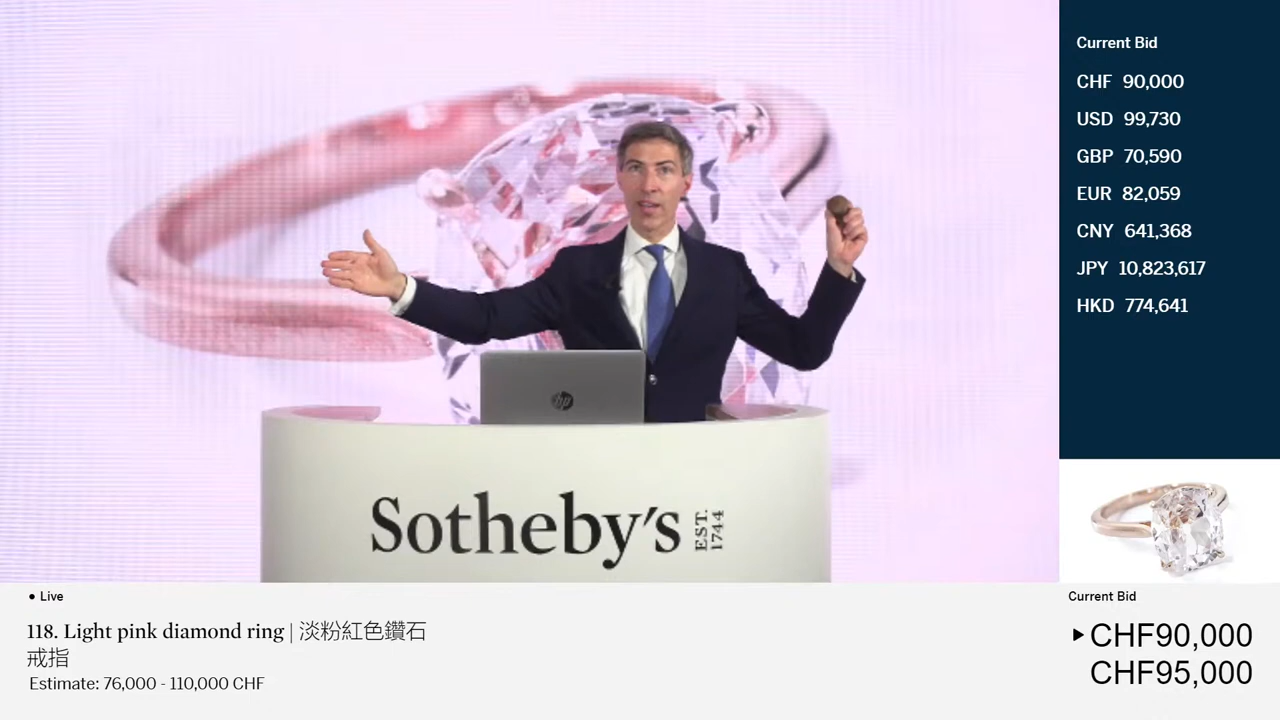 Current Bid
CHF 90,000
USD 99,730
GBP 70,590
EUR 82,059
CNY 641,368
JPY 10,823,617
HKD 774,641
hp
Sotheby's EST. 1744
• Live
118. Light pink diamond ring | 淡粉紅色鑽石
戒指
Estimate: 76,000 - 110,000 CHF
Current Bid
CHF90,000
CHF95,000